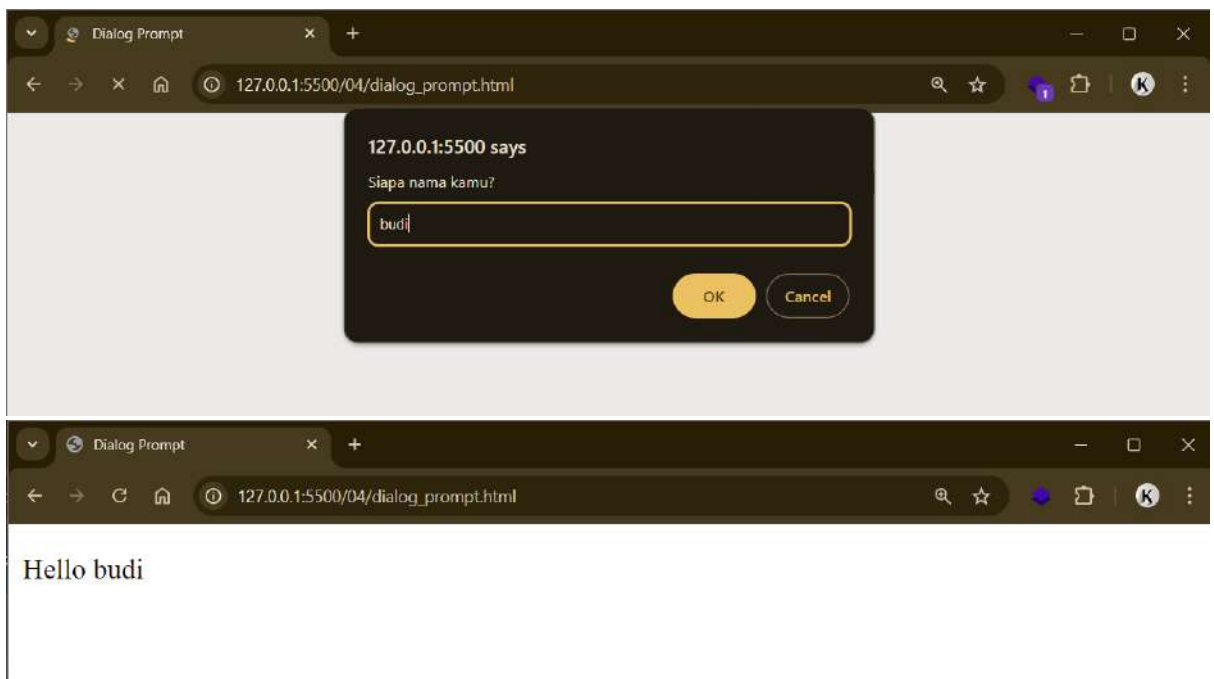 Dialog Prompt
127.0.0.1:5500/04/dialog_prompt.html
1
K
127.0.0.1:5500 says
Siapa nama kamu?
budi
OK
Cancel
Dialog Prompt
127.0.0.1:5500/04/dialog_prompt.html
K
Hello budi